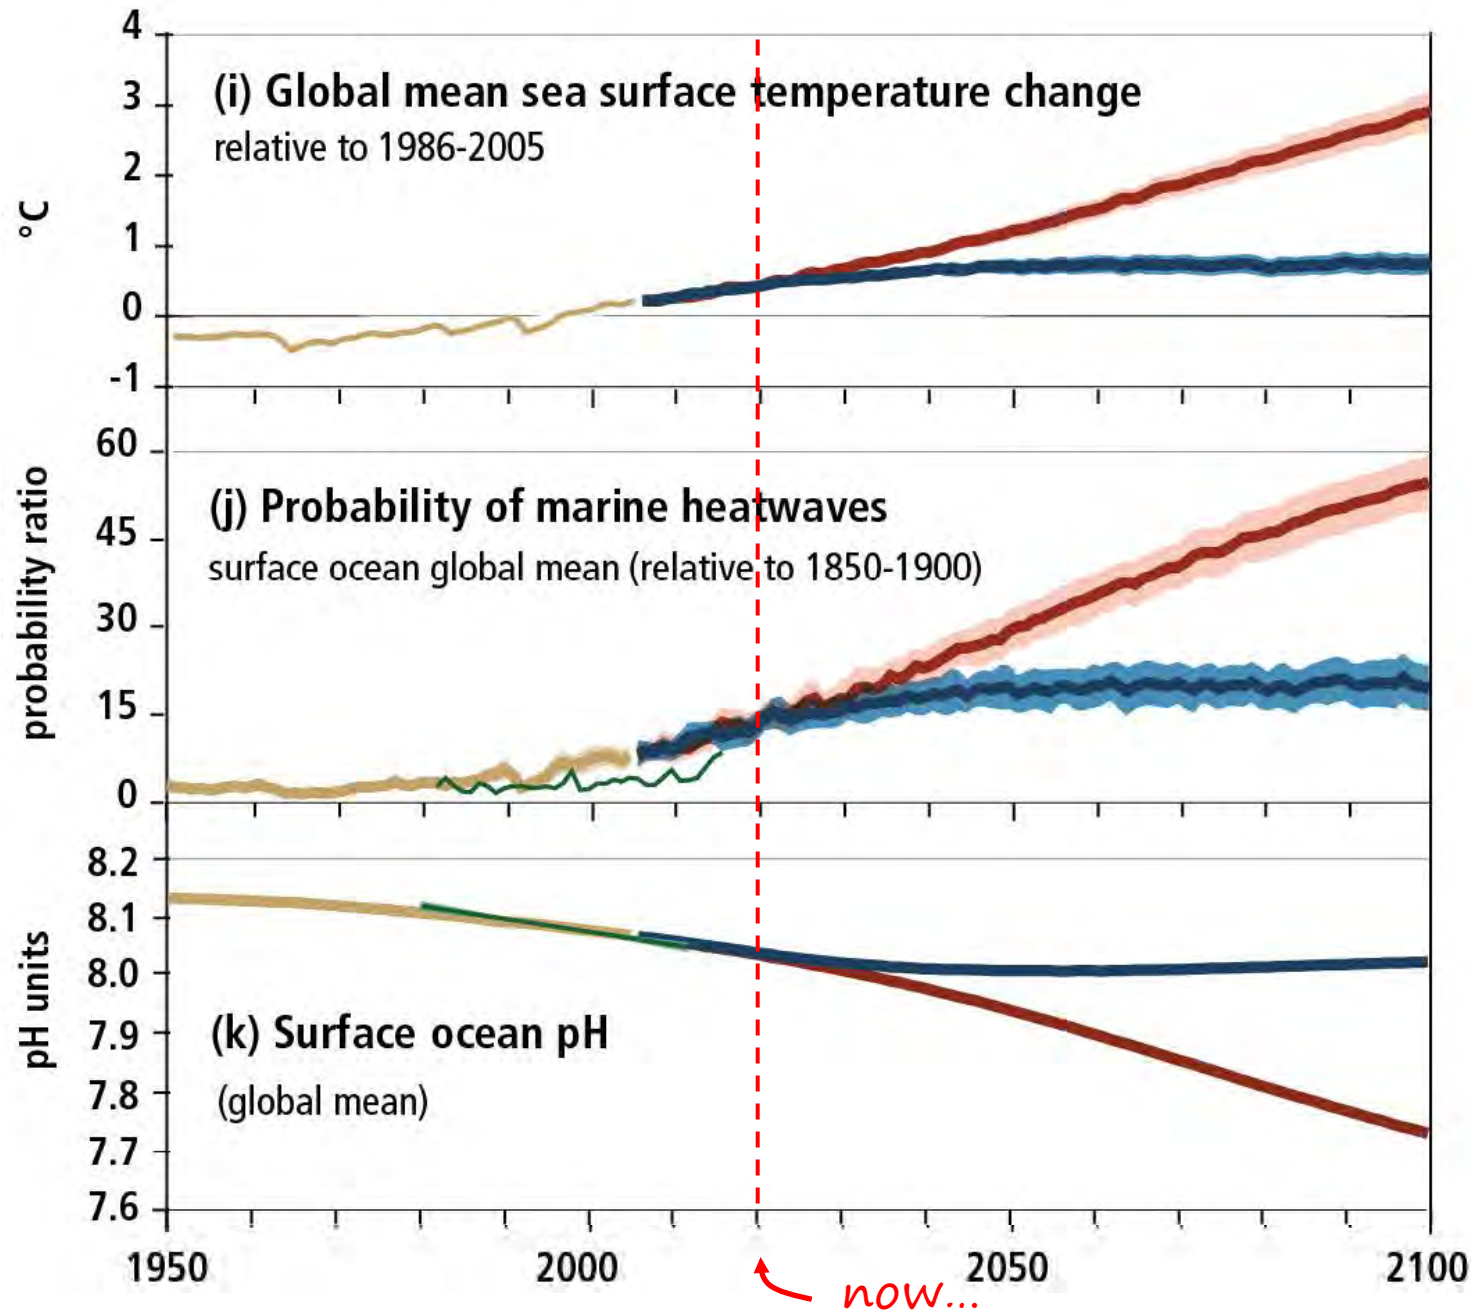 4
(i) Global mean sea surface temperature change
3
relative to 1986-2005
2
°C
1
0
-1
60
(j) Probability of marine heatwaves
45
surface ocean global mean (relative to 1850-1900)
probability ratio
30
15
0
8.2
8.1
8.0
pH units
(k) Surface ocean pH
7.9
(global mean)
7.8
7.7
7.6
1950 2000 2050 2100
now...